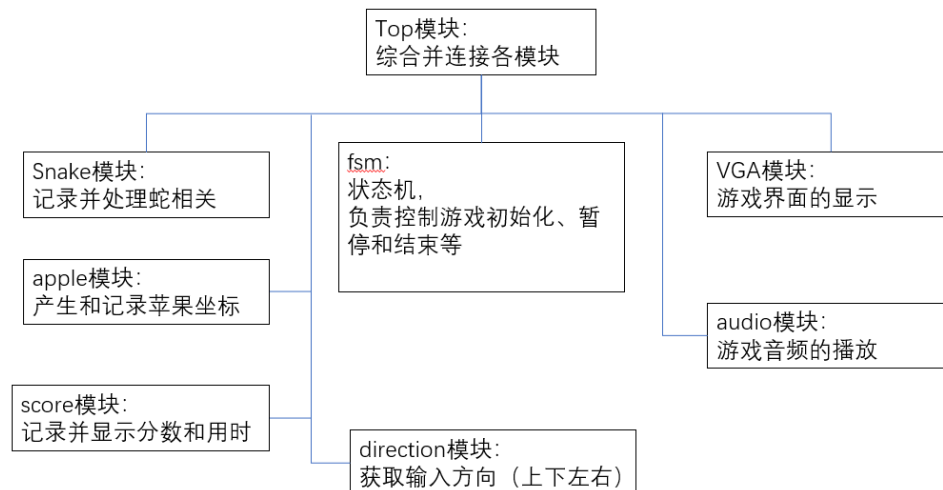 Top模块：
综合并连接各模块
Snake模块：
记录并处理蛇相关
fsm：
状态机，
负责控制游戏初始化、暂
停和结束等
VGA模块：
游戏界面的显示
apple模块：
产生和记录苹果坐标
audio模块：
游戏音频的播放
score模块：
记录并显示分数和用时
direction模块：
获取输入方向（上下左右）